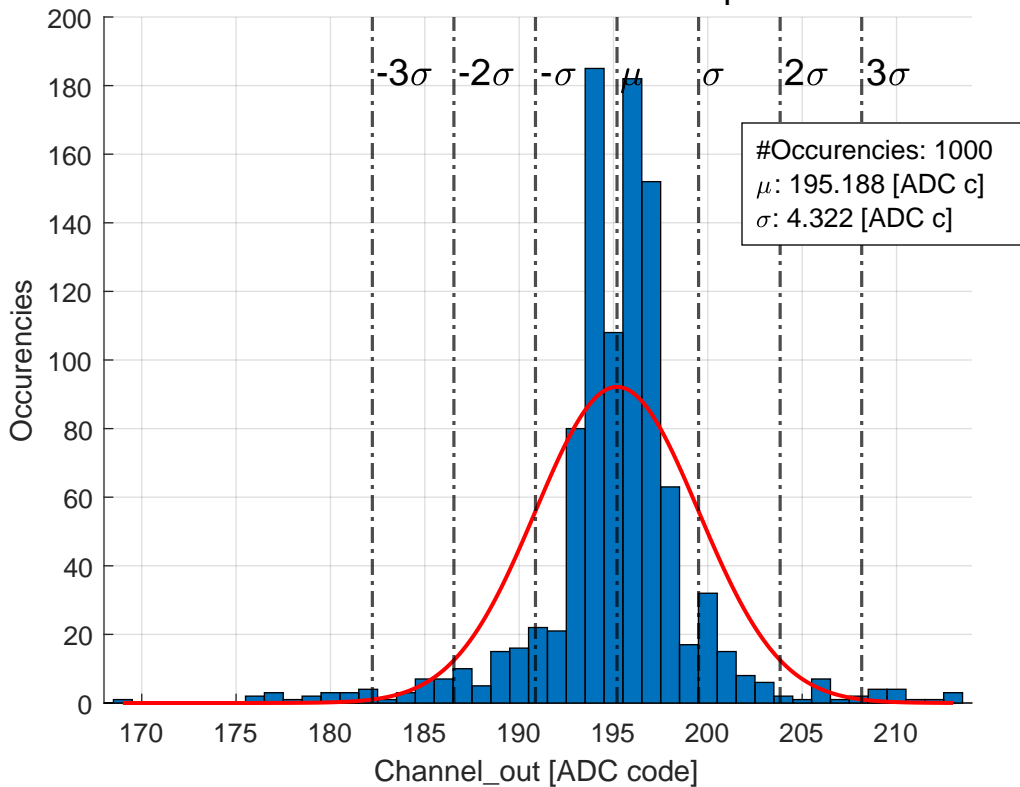 200
180
160
140
120
100
80
60
40
20
0
Occurencies
-3σ -2σ -σ μ σ 2σ 3σ
#Occurencies: 1000
μ: 195.188 [ADC c]
σ: 4.322 [ADC c]
170 175 180 185 190 195 200 205 210
Channel_out [ADC code]